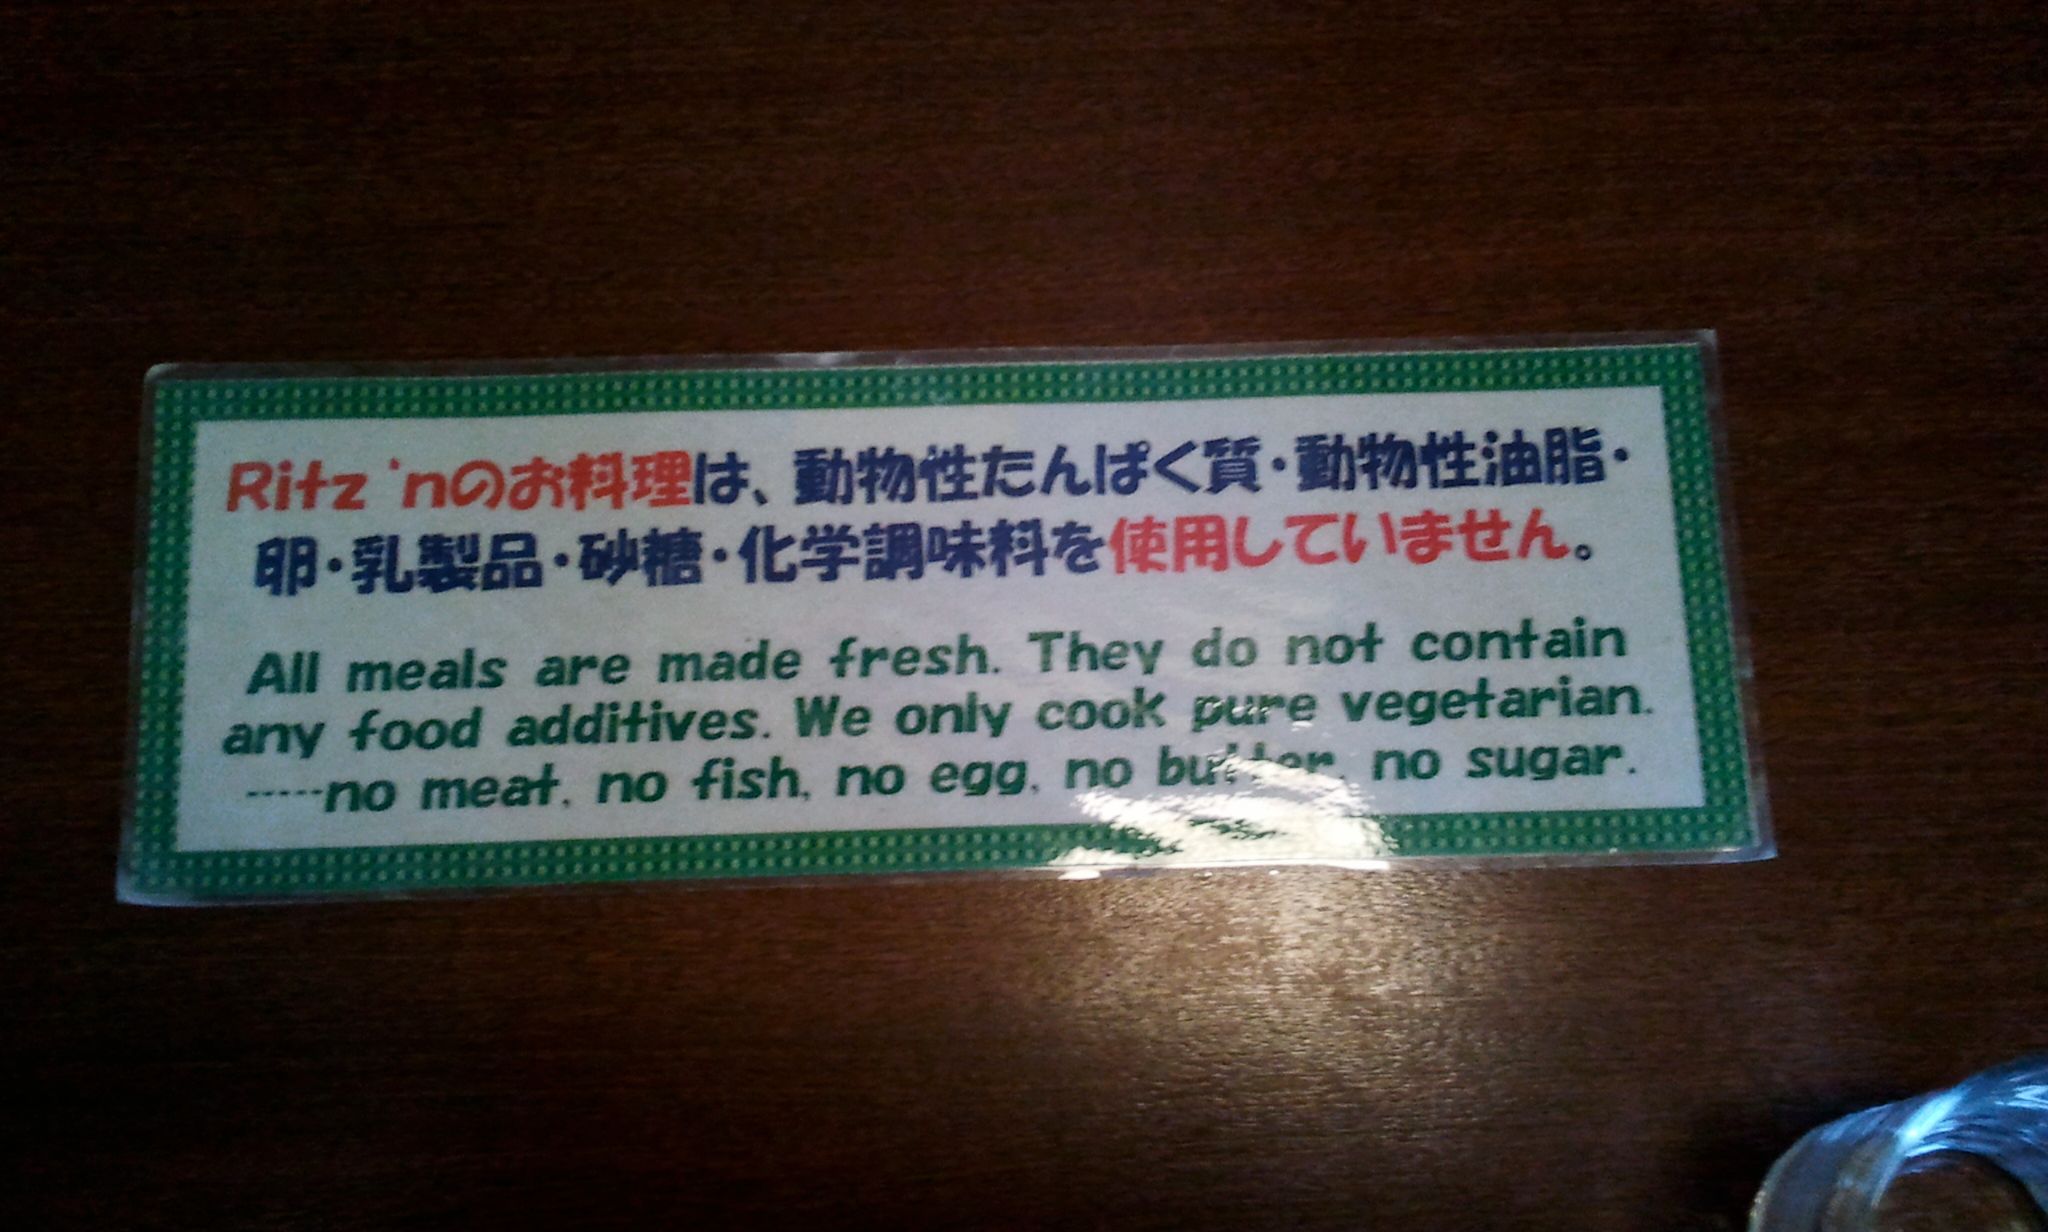 Ritz 'nのお料理は、動物性たんぱく質・動物性油脂・
卵・乳製品・砂糖・化学調味料を使用していません。
All meals are made fresh. They do not contain
any food additives. We only cook pure vegetarian.
-----no meat, no fish, no egg, no butter, no sugar.